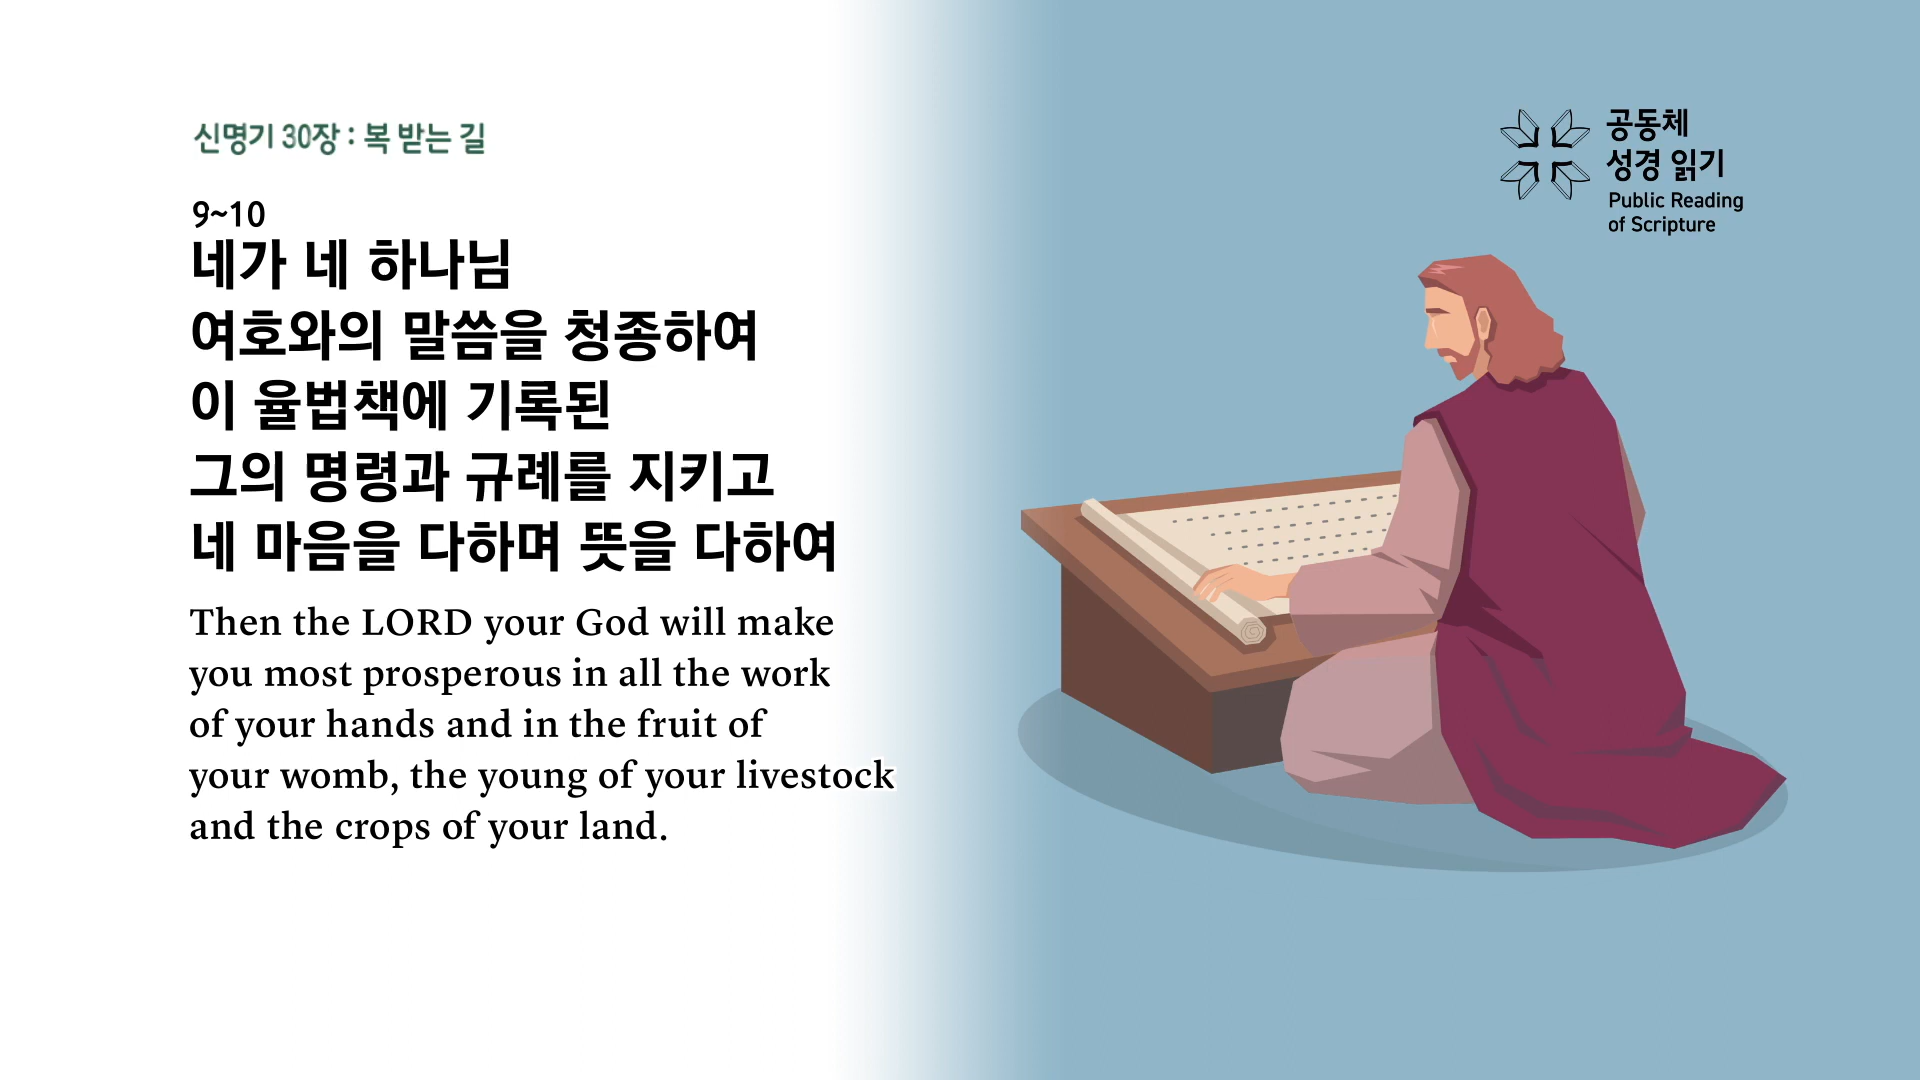 신명기 30장 : 복 받는 길
9~10
네가 네 하나님
여호와의 말씀을 청종하여
이 율법책에 기록된
그의 명령과 규례를 지키고
네 마음을 다하며 뜻을 다하여
Then the LORD your God will make
you most prosperous in all the work
of your hands and in the fruit of
your womb, the young of your livestock
and the crops of your land.
공동체
성경 읽기
Public Reading
of Scripture